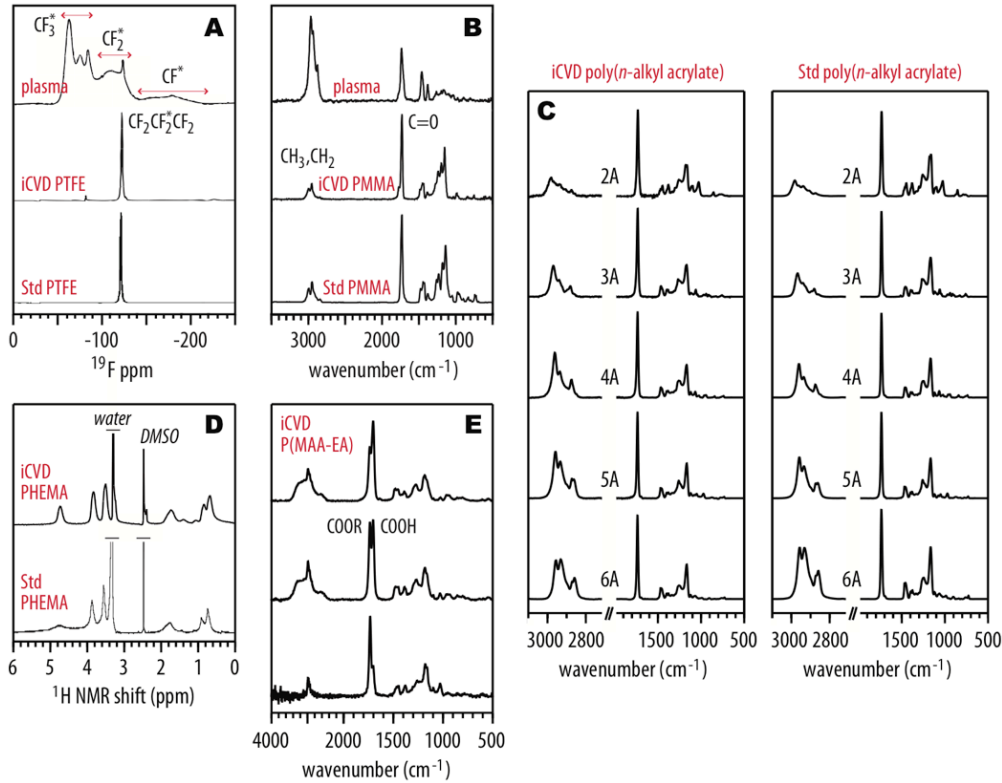 A
CF3*
CF2*
CF*
plasma
CF2CF2*CF2
iCVD PTFE
Std PTFE
0 -100 -200
19F ppm
B
plasma
C=O
CH3,CH2
iCVD PMMA
Std PMMA
3500 2500 1500 500
wavenumber (cm-1)
C
iCVD poly(n-alkyl acrylate)
2A
3A
4A
5A
6A
3000 2800 1500 1000 500
wavenumber (cm-1)
Std poly(n-alkyl acrylate)
2A
3A
4A
5A
6A
3000 2800 1500 1000 500
wavenumber (cm-1)
D
water
DMSO
iCVD
PHEMA
Std
PHEMA
6 5 4 3 2 1 0
1H NMR shift (ppm)
E
iCVD
P(MAA-EA)
COOR COOH
4000 2000 1500 1000 500
wavenumber (cm-1)